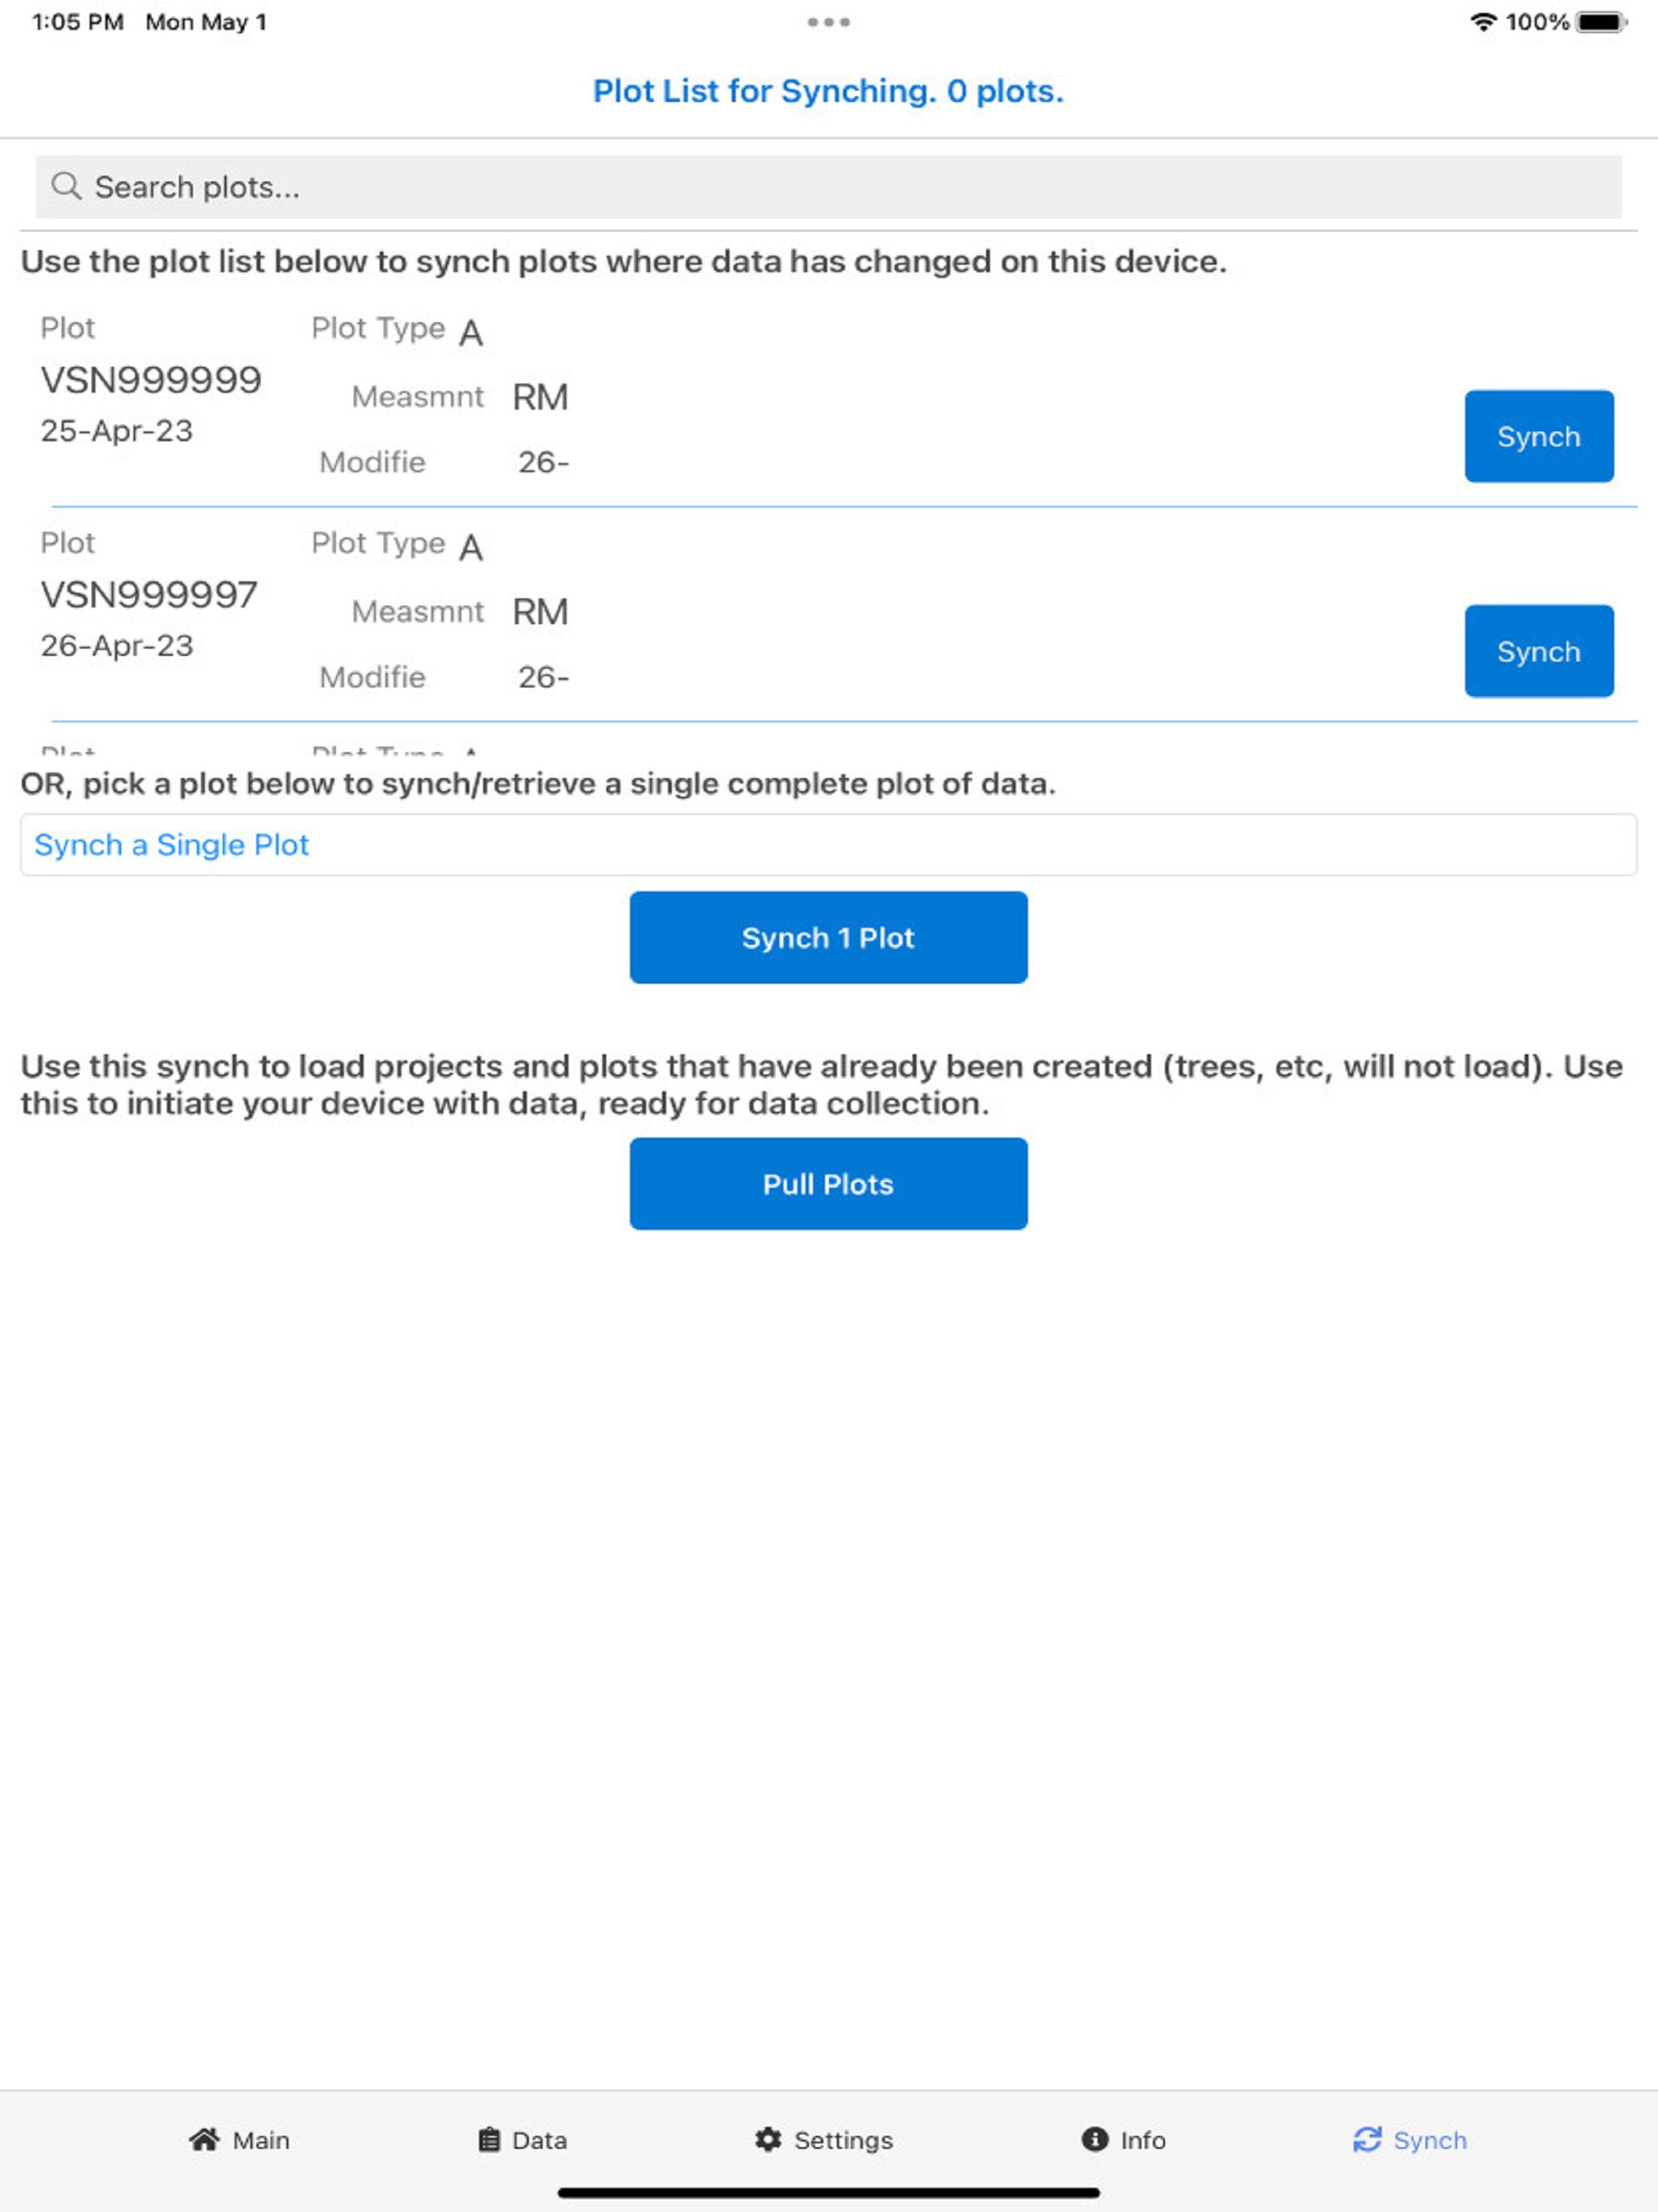 1:05 PM Mon May 1
100%
Plot List for Synching. 0 plots.
Search plots...
Use the plot list below to synch plots where data has changed on this device.
Plot Plot Type A
VSN999999 Measmnt RM
25-Apr-23
Modifie 26-
Synch
Plot Plot Type A
VSN999997 Measmnt RM
26-Apr-23
Modifie 26-
Synch
Plot Plot Type A
OR, pick a plot below to synch/retrieve a single complete plot of data.
Synch a Single Plot
Synch 1 Plot
Use this synch to load projects and plots that have already been created (trees, etc, will not load). Use
this to initiate your device with data, ready for data collection.
Pull Plots
Main Data Settings Info Synch